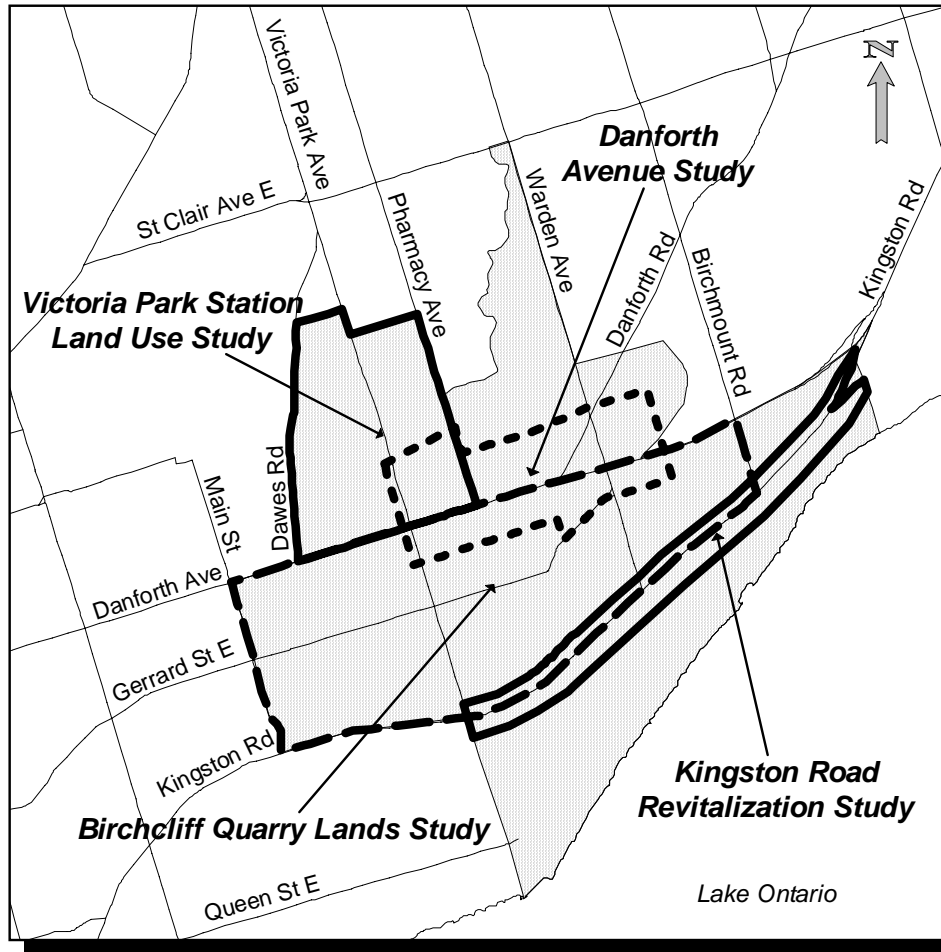 N
Victoria Park Ave
Danforth
Avenue Study
St Clair Ave E
Pharmacy Ave
Warden Ave
Danforth Rd
Birchmount Rd
Kingston Rd
Victoria Park Station
Land Use Study
Main St
Dawes Rd
Danforth Ave
Gerrard St E
Kingston Rd
Kingston Road
Revitalization Study
Birchcliff Quarry Lands Study
Queen St E
Lake Ontario